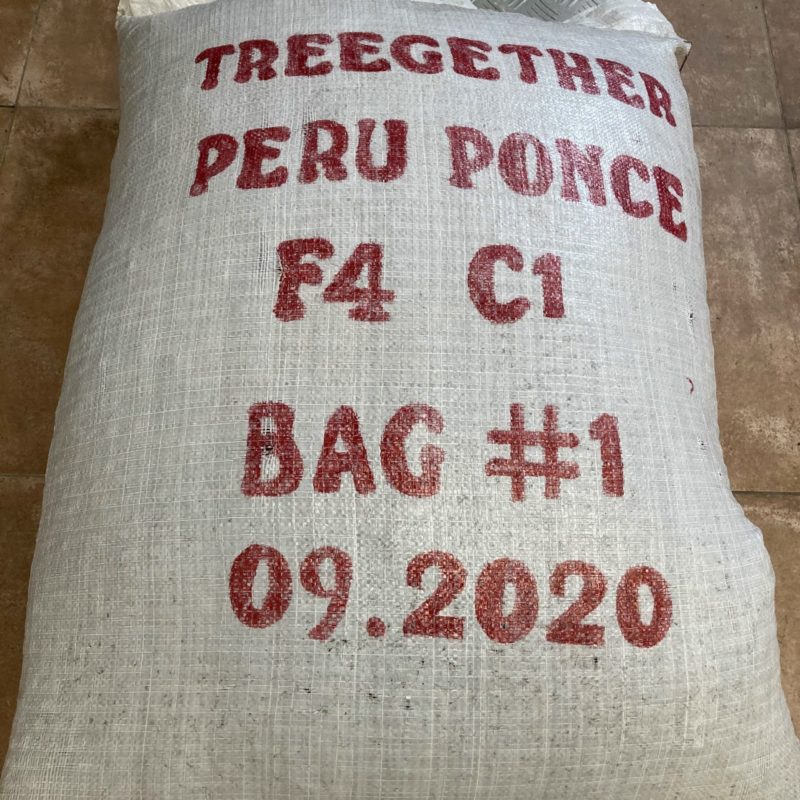 TREEGETHER
PERU PONCE
F4 C1
BAG #1
09.2020